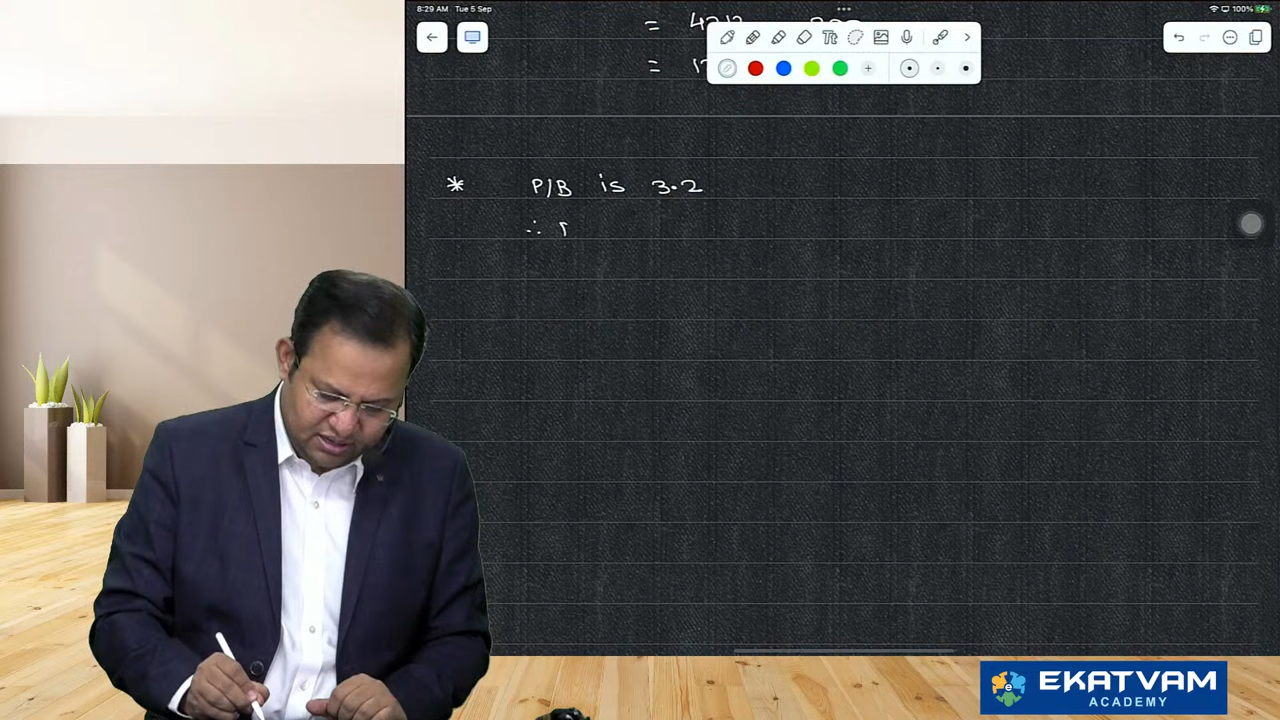 8:29 AM Tue 5 Sep
100%
=
=
* P/B is 3.2
∴
EKATVAM
ACADEMY